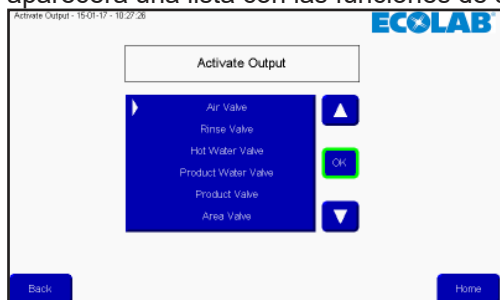 aparecerá una lista con las funciones de
Activate Output - 15-01-17 - 10:27:26
ECOLAB®
Activate Output
Air Valve
Rinse Valve
Hot Water Valve
OK
Product Water Valve
Product Valve
Area Valve
Back
Home